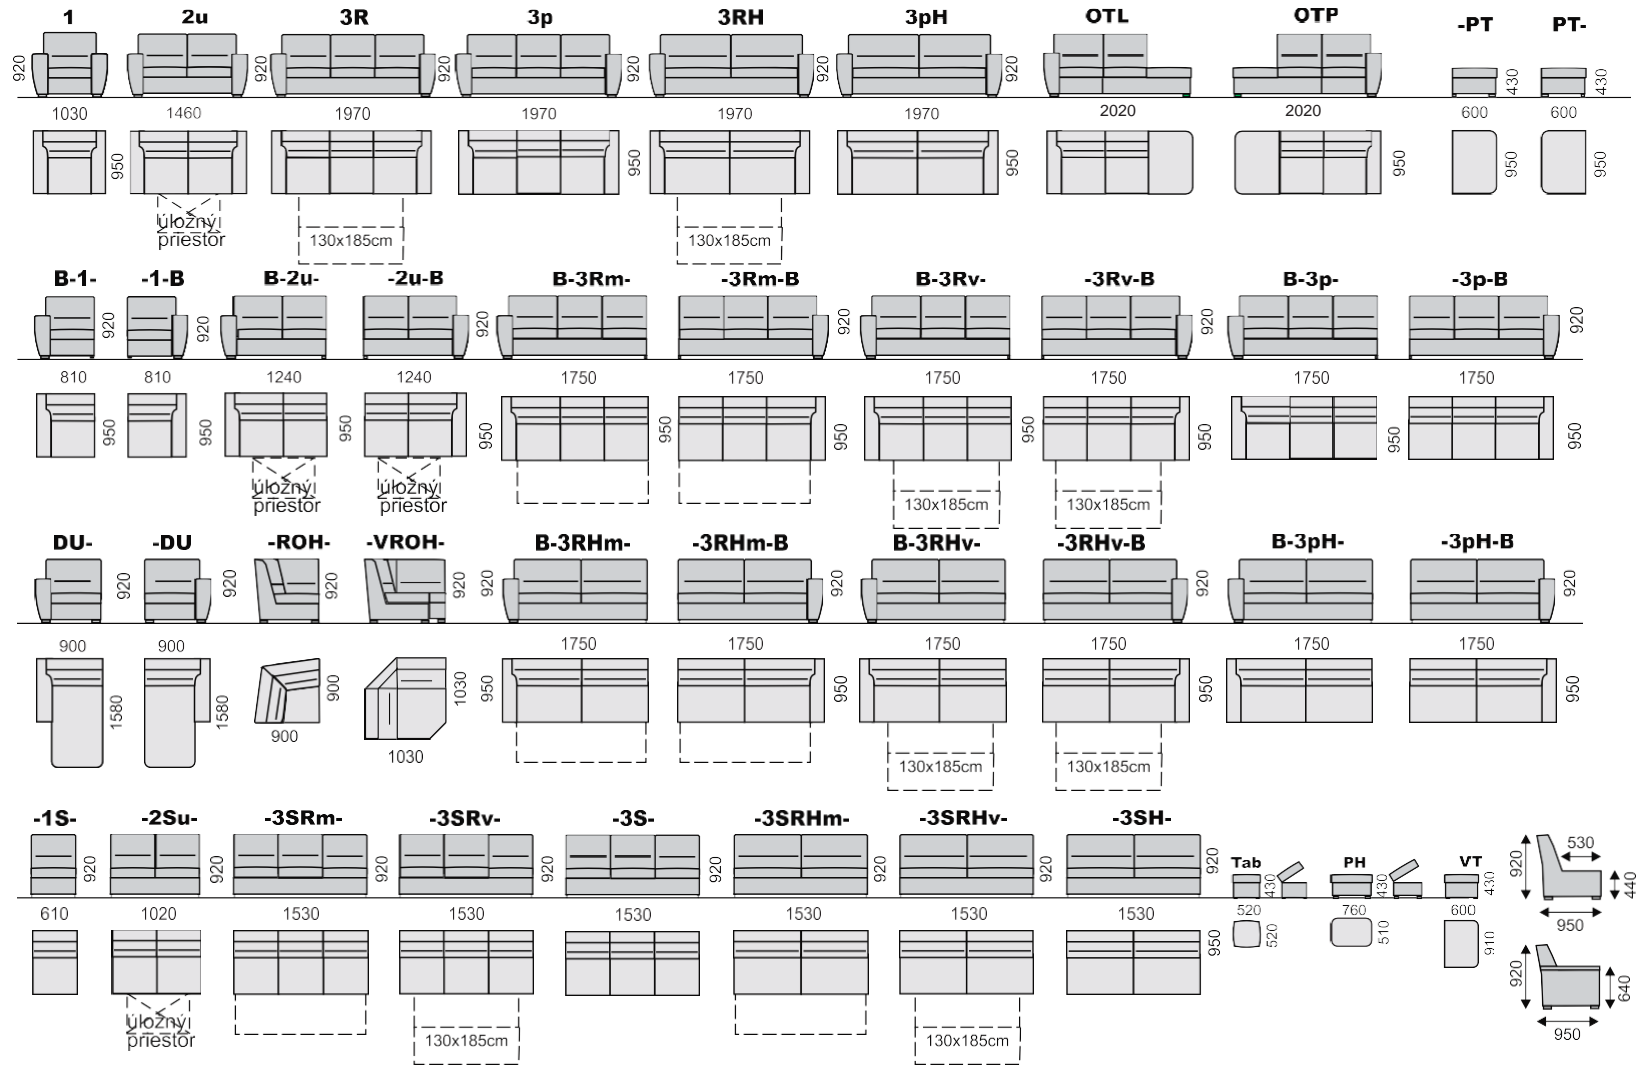 1 2u 3R 3p 3RH 3pH OTL OTP -PT PT-
920 920 920 920 920 920 430 430
1030 1460 1970 1970 1970 1970 2020 2020 600 600
950 950 950 950 950 950
úložný
priestor
130x185cm 130x185cm
B-1- -1-B B-2u- -2u-B B-3Rm- -3Rm-B B-3Rv- -3Rv-B B-3p- -3p-B
920 920 920 920 920 920
810 810 1240 1240 1750 1750 1750 1750 1750 1750
950 950 950 950 950 950 950 950 950
úložný úložný
priestor priestor
130x185cm 130x185cm
DU- -DU -ROH- -VROH- B-3RHm- -3RHm-B B-3RHv- -3RHv-B B-3pH- -3pH-B
920 920 920 920 920 920 920 920
900 900 1750 1750 1750 1750 1750 1750
1580 1580 900 1030 950 950 950 950
900
1030
130x185cm 130x185cm
-1S- -2Su- -3SRm- -3SRv- -3S- -3SRHm- -3SRHv- -3SH-
920 920 920 920 920 920 920 920
Tab PH VT
430 430 430
610 1020 1530 1530 1530 1530 1530 1530 520 760 600
950 520 510 910
úložný
priestor
130x185cm 130x185cm
530
920 440
950
920 640
950